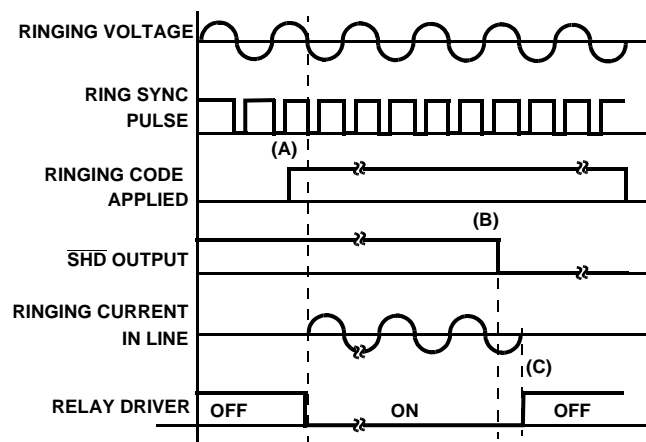 RINGING VOLTAGE
RING SYNC
PULSE
(A)
RINGING CODE
APPLIED
(B)
SHD OUTPUT
RINGING CURRENT
IN LINE
(C)
RELAY DRIVER
OFF
ON
OFF